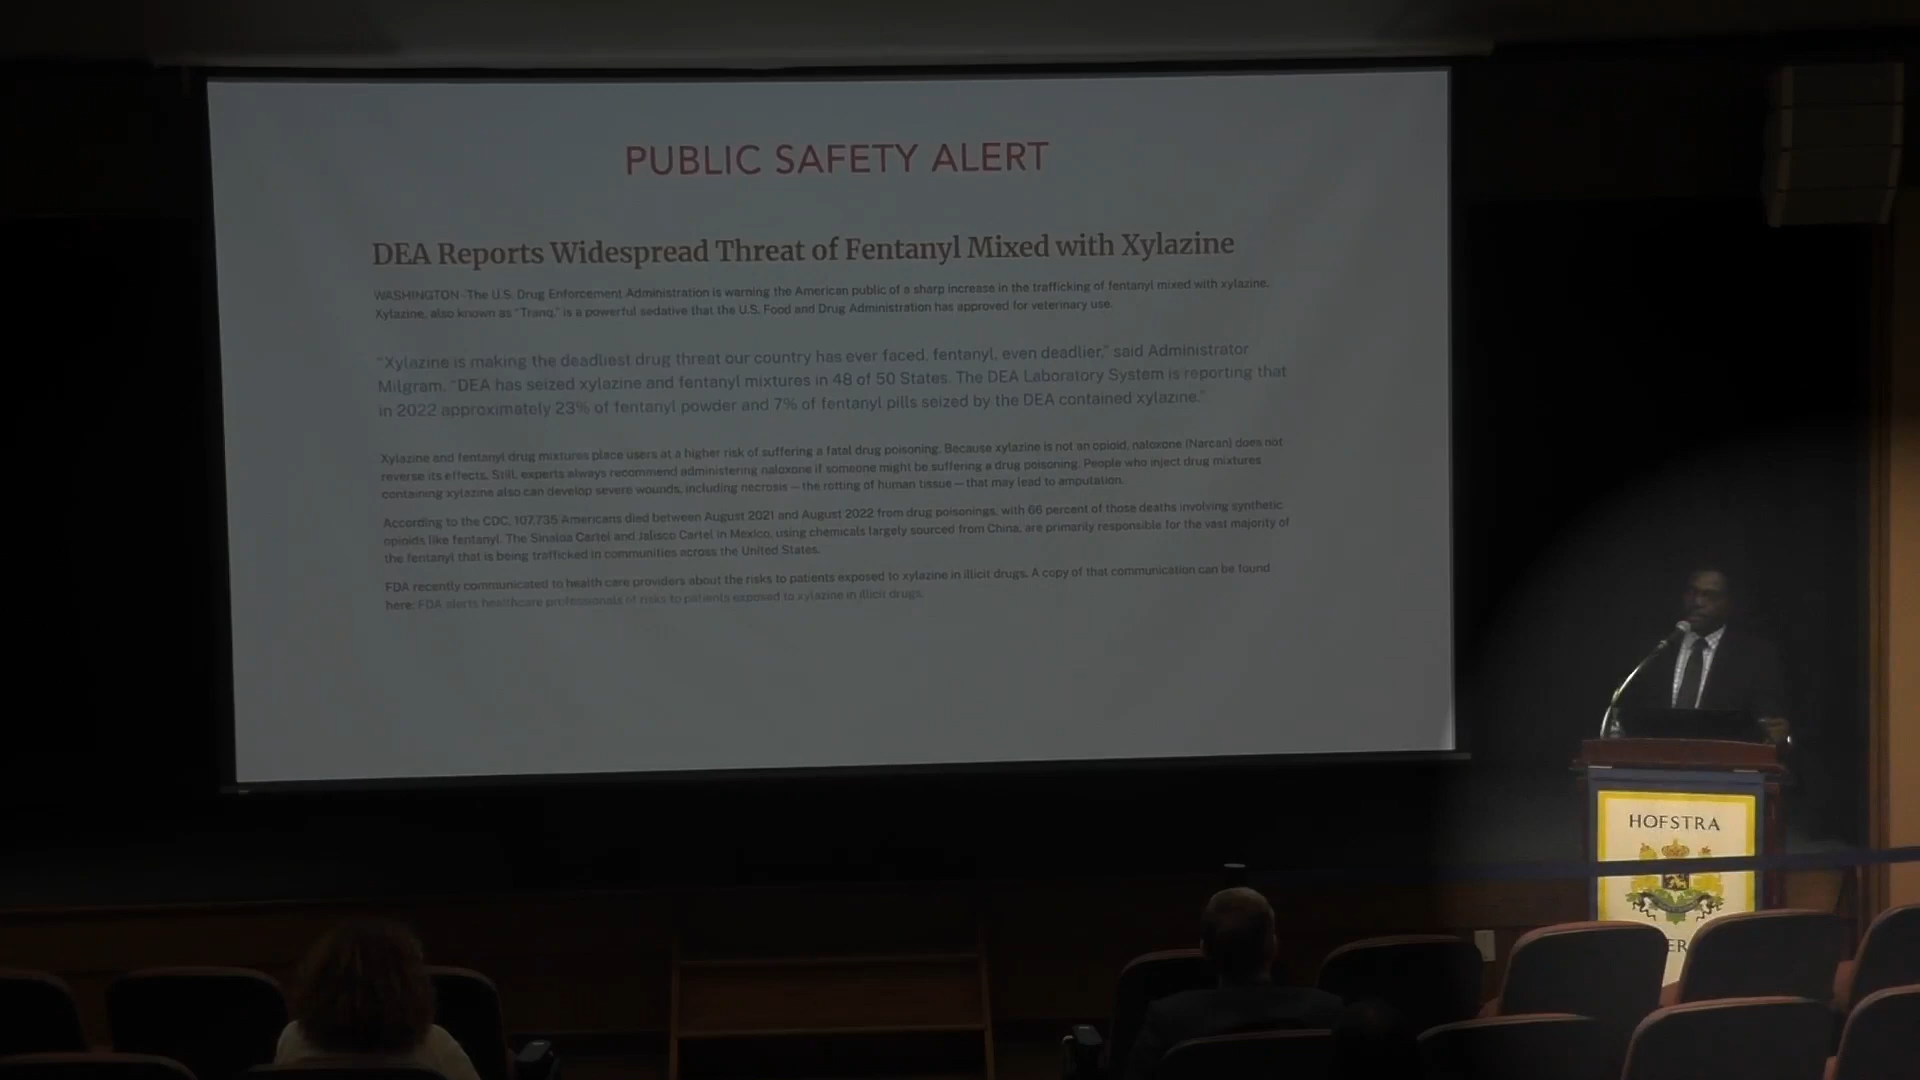 PUBLIC SAFETY ALERT
DEA Reports Widespread Threat of Fentanyl Mixed with Xylazine
WASHINGTON - The U.S. Drug Enforcement Administration is warning the American public of a sharp increase in the trafficking of fentanyl mixed with xylazine.
Xylazine, also known as "Tranq," is a powerful sedative that the U.S. Food and Drug Administration has approved for veterinary use.
"Xylazine is making the deadliest drug threat our country has ever faced, fentanyl, even deadlier," said Administrator
Milgram. "DEA has seized xylazine and fentanyl mixtures in 48 of 50 States. The DEA Laboratory System is reporting that
in 2022 approximately 23% of fentanyl powder and 7% of fentanyl pills seized by the DEA contained xylazine."
Xylazine and fentanyl drug mixtures place users at a higher risk of suffering a fatal drug poisoning. Because xylazine is not an opioid, naloxone (Narcan) does not
reverse its effects. Still, experts always recommend administering naloxone if someone might be suffering a drug poisoning. People who inject drug mixtures
containing xylazine also can develop severe wounds, including necrosis — the rotting of human tissue — that may lead to amputation.
According to the CDC, 107,735 Americans died between August 2021 and August 2022 from drug poisonings, with 66 percent of those deaths involving synthetic
opioids like fentanyl. The Sinaloa Cartel and Jalisco Cartel in Mexico, using chemicals largely sourced from China, are primarily responsible for the vast majority of
the fentanyl that is being trafficked in communities across the United States.
FDA recently communicated to health care providers about the risks to patients exposed to xylazine in illicit drugs. A copy of that communication can be found
here: FDA alerts healthcare professionals of risks to patients exposed to xylazine in illicit drugs.
HOFSTRA